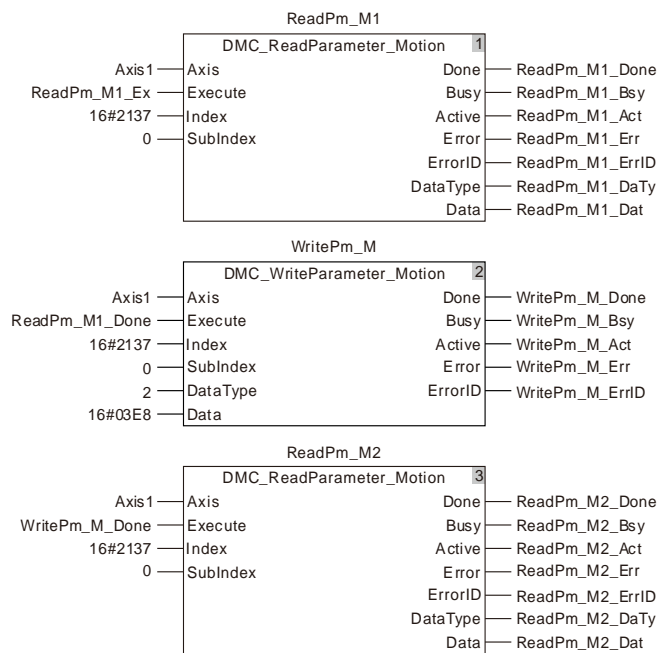 ReadPm_M1
DMC_ReadParameter_Motion 1
Axis1 Axis Done ReadPm_M1_Done
ReadPm_M1_Ex Execute Busy ReadPm_M1_Bsy
16#2137 Index Active ReadPm_M1_Act
0 SubIndex Error ReadPm_M1_Err
ErrorID ReadPm_M1_ErrID
DataType ReadPm_M1_DaTy
Data ReadPm_M1_Dat
WritePm_M
DMC_WriteParameter_Motion 2
Axis1 Axis Done WritePm_M_Done
ReadPm_M1_Done Execute Busy WritePm_M_Bsy
16#2137 Index Active WritePm_M_Act
0 SubIndex Error WritePm_M_Err
2 DataType ErrorID WritePm_M_ErrID
16#03E8 Data
ReadPm_M2
DMC_ReadParameter_Motion 3
Axis1 Axis Done ReadPm_M2_Done
WritePm_M_Done Execute Busy ReadPm_M2_Bsy
16#2137 Index Active ReadPm_M2_Act
0 SubIndex Error ReadPm_M2_Err
ErrorID ReadPm_M2_ErrID
DataType ReadPm_M2_DaTy
Data ReadPm_M2_Dat